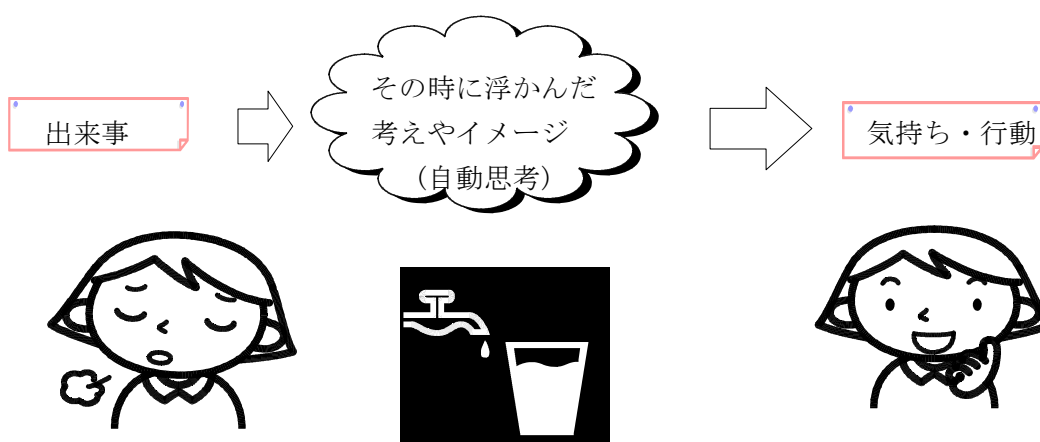 出来事
その時に浮かんだ
考えやイメージ
（自動思考）
気持ち・行動